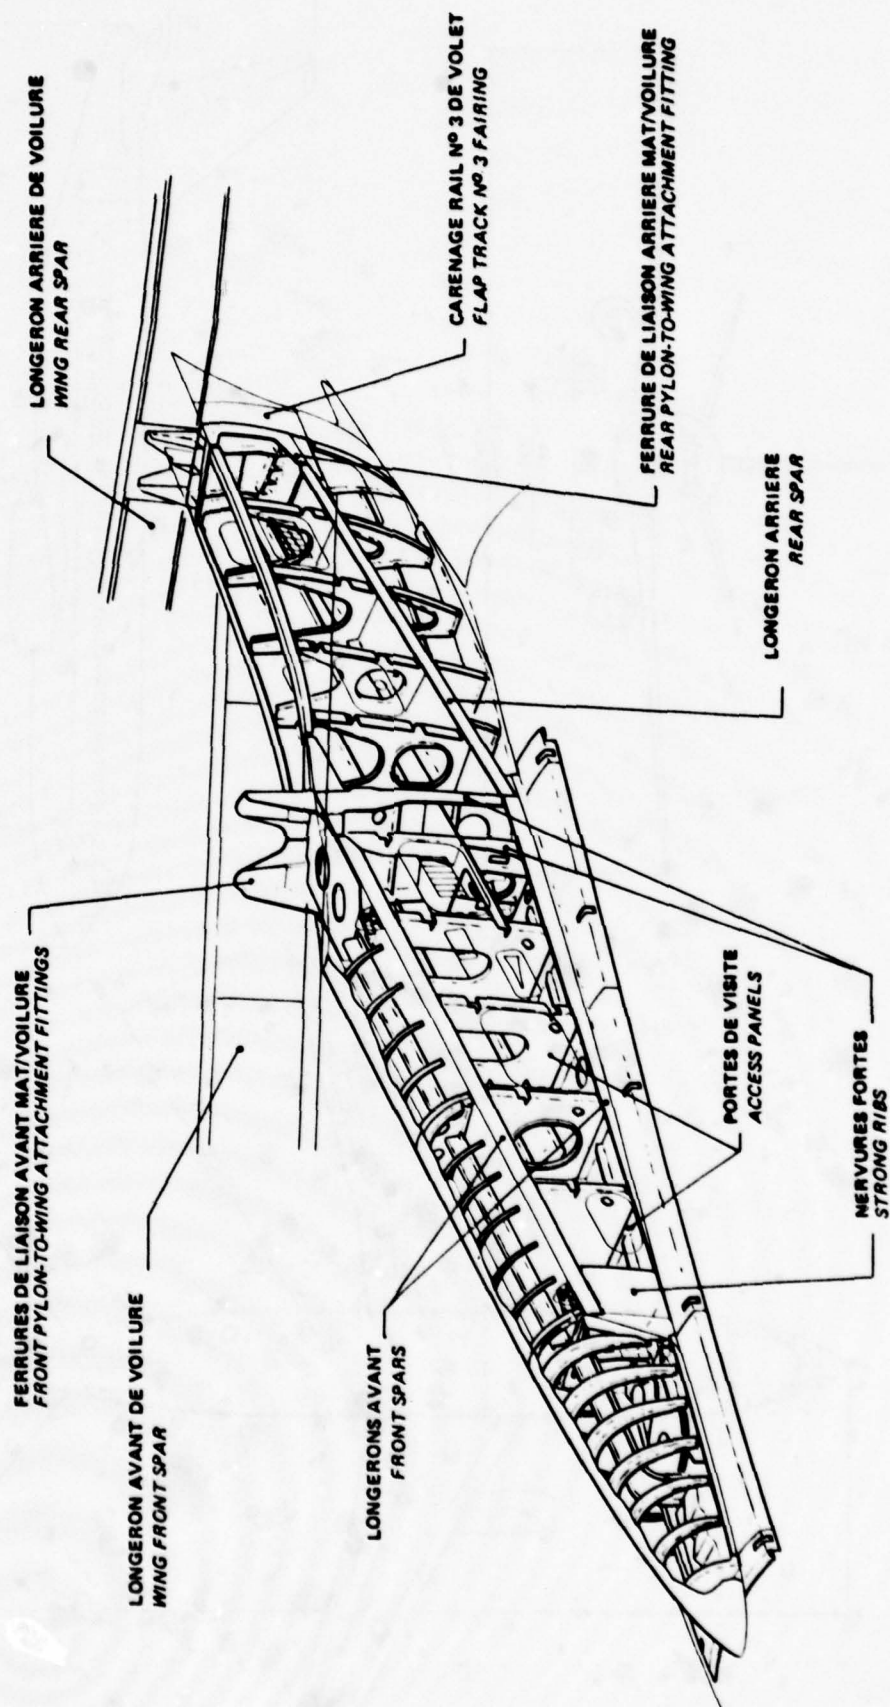 FERRURES DE LIAISON AVANT MAT/VOILURE
FRONT PYLON-TO-WING ATTACHMENT FITTINGS
LONGERON ARRIERE DE VOILURE
WING REAR SPAR
LONGERON AVANT DE VOILURE
WING FRONT SPAR
LONGERONS AVANT
FRONT SPARS
CARENAGE RAIL Nº 3 DE VOLET
FLAP TRACK Nº 3 FAIRING
FERRURE DE LIAISON ARRIERE MAT/VOILURE
REAR PYLON-TO-WING ATTACHMENT FITTING
LONGERON ARRIERE
REAR SPAR
PORTES DE VISITE
ACCESS PANELS
NERVURES FORTES
STRONG RIBS